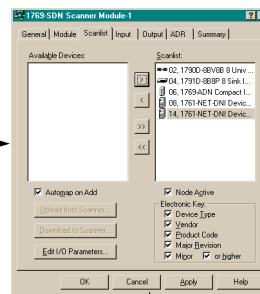 1769-SDN Scanner Module-1
General Module Scanlist Input Output ADR Summary
Available Devices:
Scanlist:
02, 1790D-8BV8B 8 Univ...
04, 1791D-8B8P 8 Sink I...
06, 1769-ADN Compact I...
08, 1761-NET-DNI Devic...
14, 1761-NET-DNI Devic...
>
<
>>
<<
Automap on Add
Node Active
Upload from Scanner...
Download to Scanner...
Edit I/O Parameters...
Electronic Key:
Device Type
Vendor
Product Code
Major Revision
Minor or higher
OK Cancel Apply Help